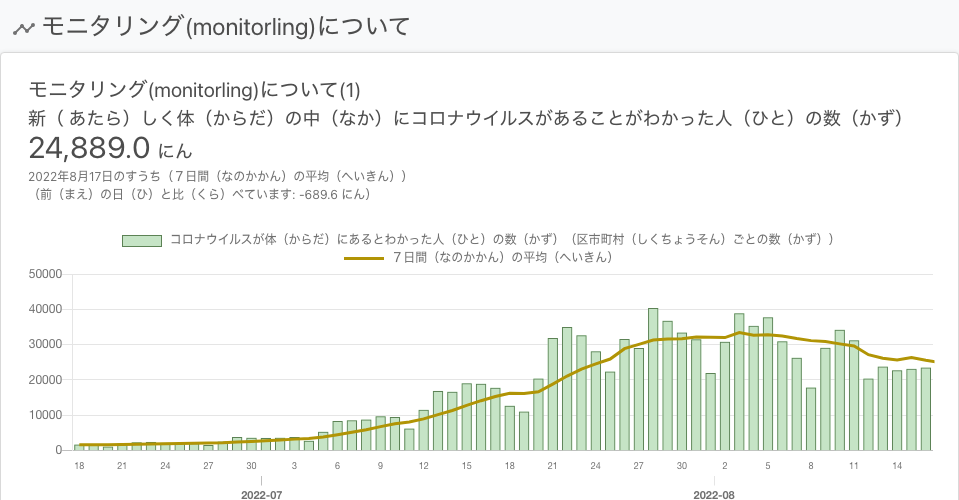 モニタリング(monitorling)について
モニタリング(monitorling)について(1)
新（ あたら）しく体（からだ）の中（なか）にコロナウイルスがあることがわかった人（ひと）の数（かず）
24,889.0 にん
2022年8月17日のすうち（７日間（なのかかん）の平均（へいきん））
（前（まえ）の日（ひ）と比（くら）べています: -689.6 にん）
コロナウイルスが体（からだ）にあるとわかった人（ひと）の数（かず）（区市町村（しくちょうそん）ごとの数（かず））
７日間（なのかかん）の平均（へいきん）
50000
40000
30000
20000
10000
0
18 21 24 27 30 3 6 9 12 15 18 21 24 27 30 2 5 8 11 14
2022-07 2022-08